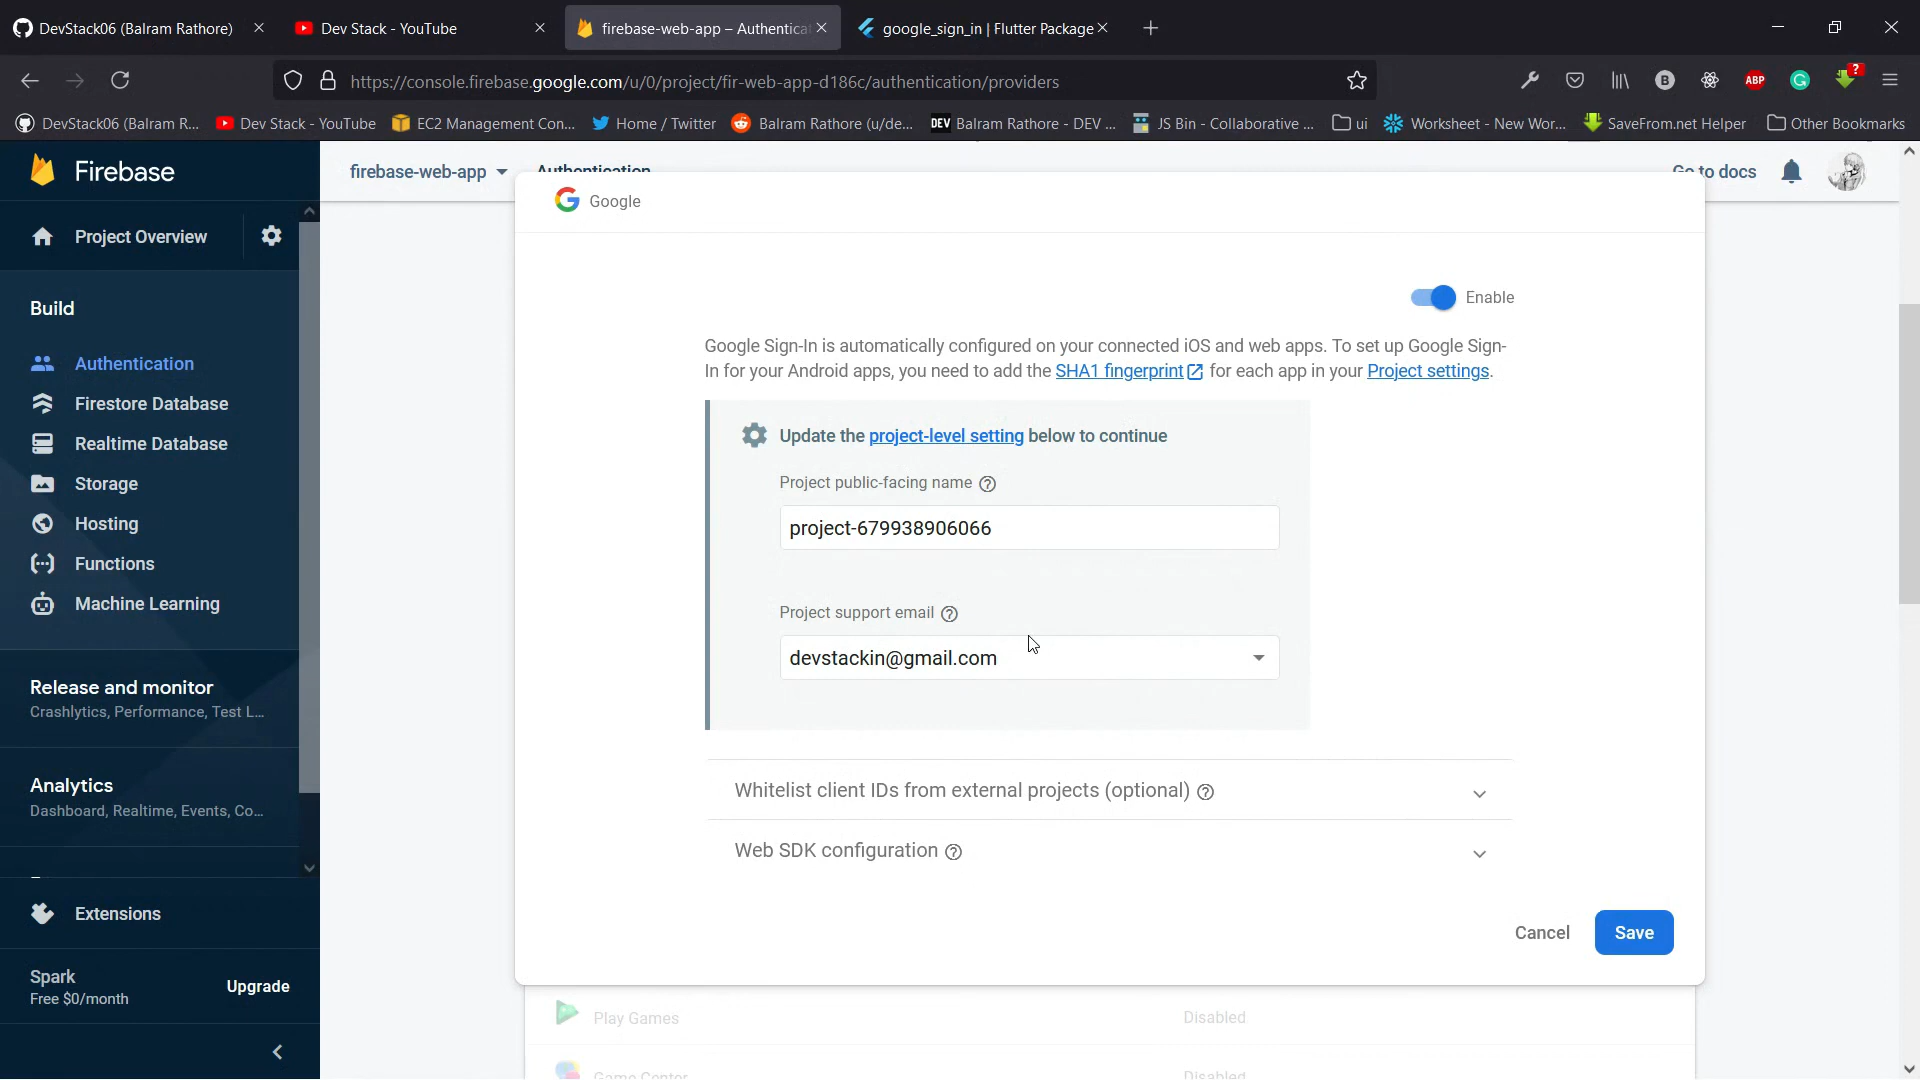 DevStack06 (Balram Rathore)
Dev Stack - YouTube
firebase-web-app – Authentica
google_sign_in | Flutter Package
https://console.firebase.google.com/u/0/project/fir-web-app-d186c/authentication/providers
B
ABP
?
DevStack06 (Balram R...
Dev Stack - YouTube
EC2 Management Con...
Home / Twitter
Balram Rathore (u/de...
DEV
Balram Rathore - DEV ...
JS Bin - Collaborative ...
ui
Worksheet - New Wor...
SaveFrom.net Helper
Other Bookmarks
Firebase
firebase-web-app
Authentication
Go to docs
Project Overview
Build
Authentication
Firestore Database
Realtime Database
Storage
Hosting
Functions
Machine Learning
Release and monitor
Crashlytics, Performance, Test L...
Analytics
Dashboard, Realtime, Events, Co...
Extensions
Spark
Free $0/month
Upgrade
Google
Enable
Google Sign-In is automatically configured on your connected iOS and web apps. To set up Google Sign-
In for your Android apps, you need to add the SHA1 fingerprint for each app in your Project settings.
Update the project-level setting below to continue
Project public-facing name
project-679938906066
Project support email
devstackin@gmail.com
Whitelist client IDs from external projects (optional)
Web SDK configuration
Cancel
Save
Play Games
Disabled
Game Center
Disabled